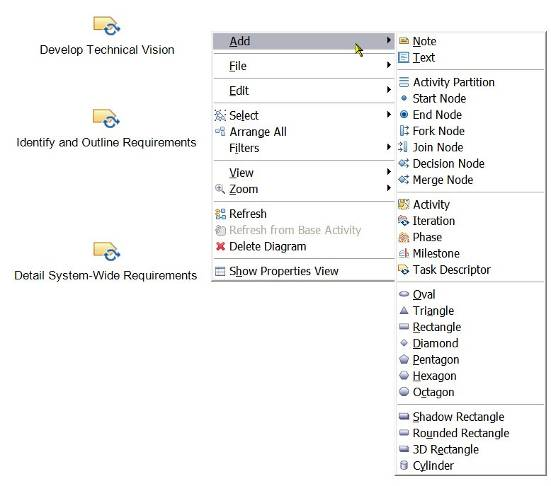 Develop Technical Vision
Identify and Outline Requirements
Detail System-Wide Requirements
Add
File
Edit
Select
Arrange All
Filters
View
Zoom
Refresh
Refresh from Base Activity
Delete Diagram
Show Properties View
Note
Text
Activity Partition
Start Node
End Node
Fork Node
Join Node
Decision Node
Merge Node
Activity
Iteration
Phase
Milestone
Task Descriptor
Oval
Triangle
Rectangle
Diamond
Pentagon
Hexagon
Octagon
Shadow Rectangle
Rounded Rectangle
3D Rectangle
Cylinder